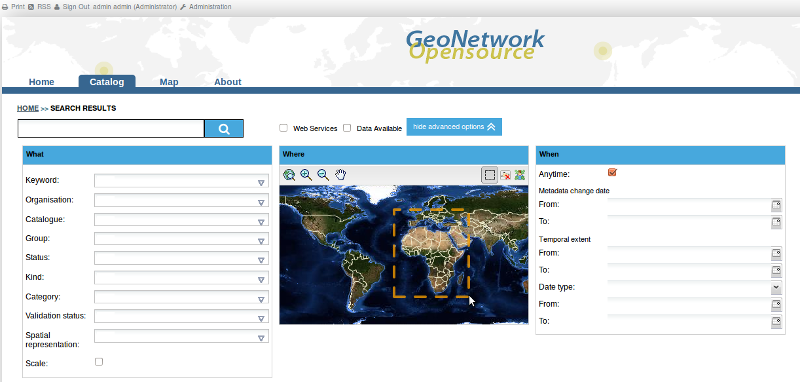 Print RSS Sign Out admin admin (Administrator) Administration
GeoNetwork
Opensource
Home Catalog Map About
HOME >> SEARCH RESULTS
Web Services Data Available hide advanced options
What
Keyword:
Organisation:
Catalogue:
Group:
Status:
Kind:
Category:
Validation status:
Spatial
representation:
Scale:
Where
When
Anytime:
Metadata change date
From:
To:
Temporal extent
From:
To:
Date type:
From:
To: